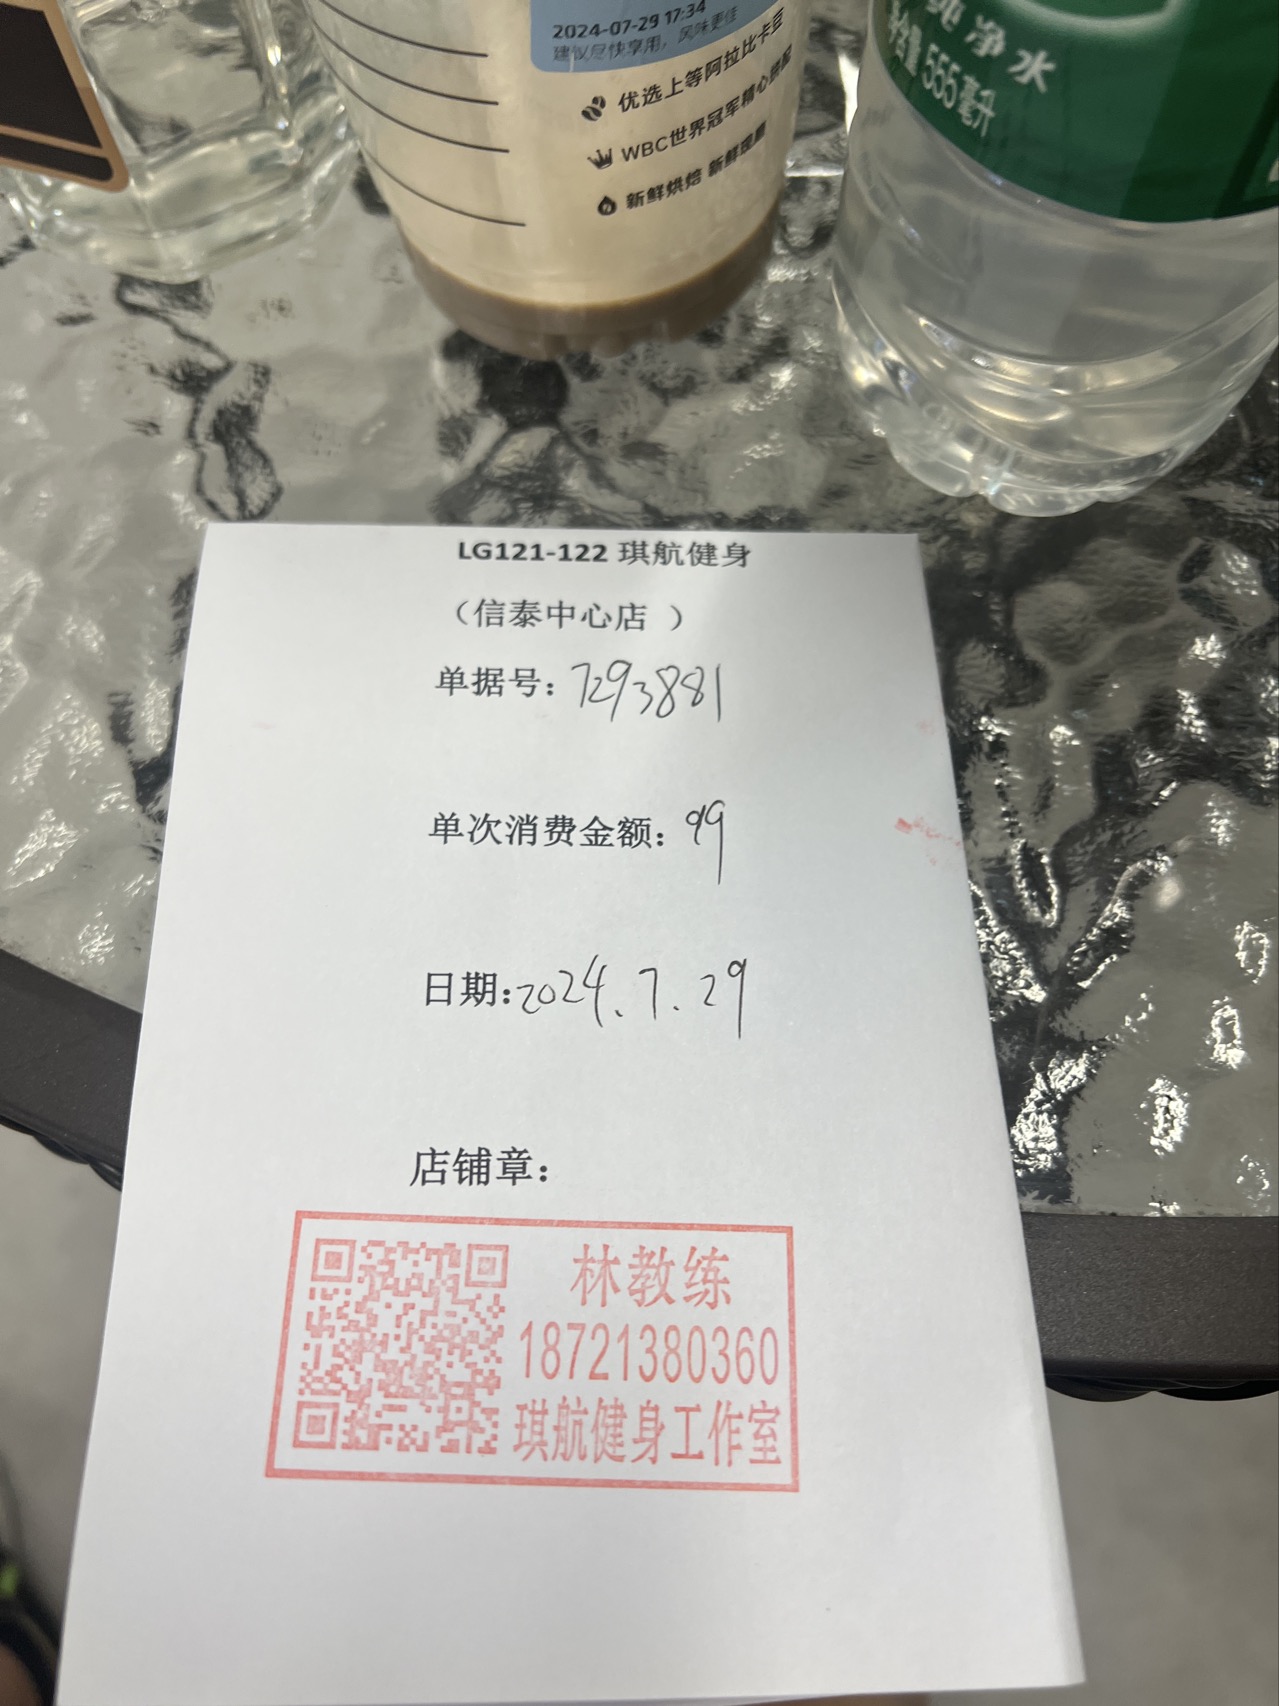 2024-07-29 17:34
建议尽快享用，风味更佳
优选上等阿拉比卡豆
WBC世界冠军精心拼配
新鲜烘焙 新鲜现磨
纯净水
净含量 555毫升
LG121-122 琪航健身
（信泰中心店 ）
单据号：7293881
单次消费金额：99
日期：2024.7.29
店铺章：
林教练
18721380360
琪航健身工作室